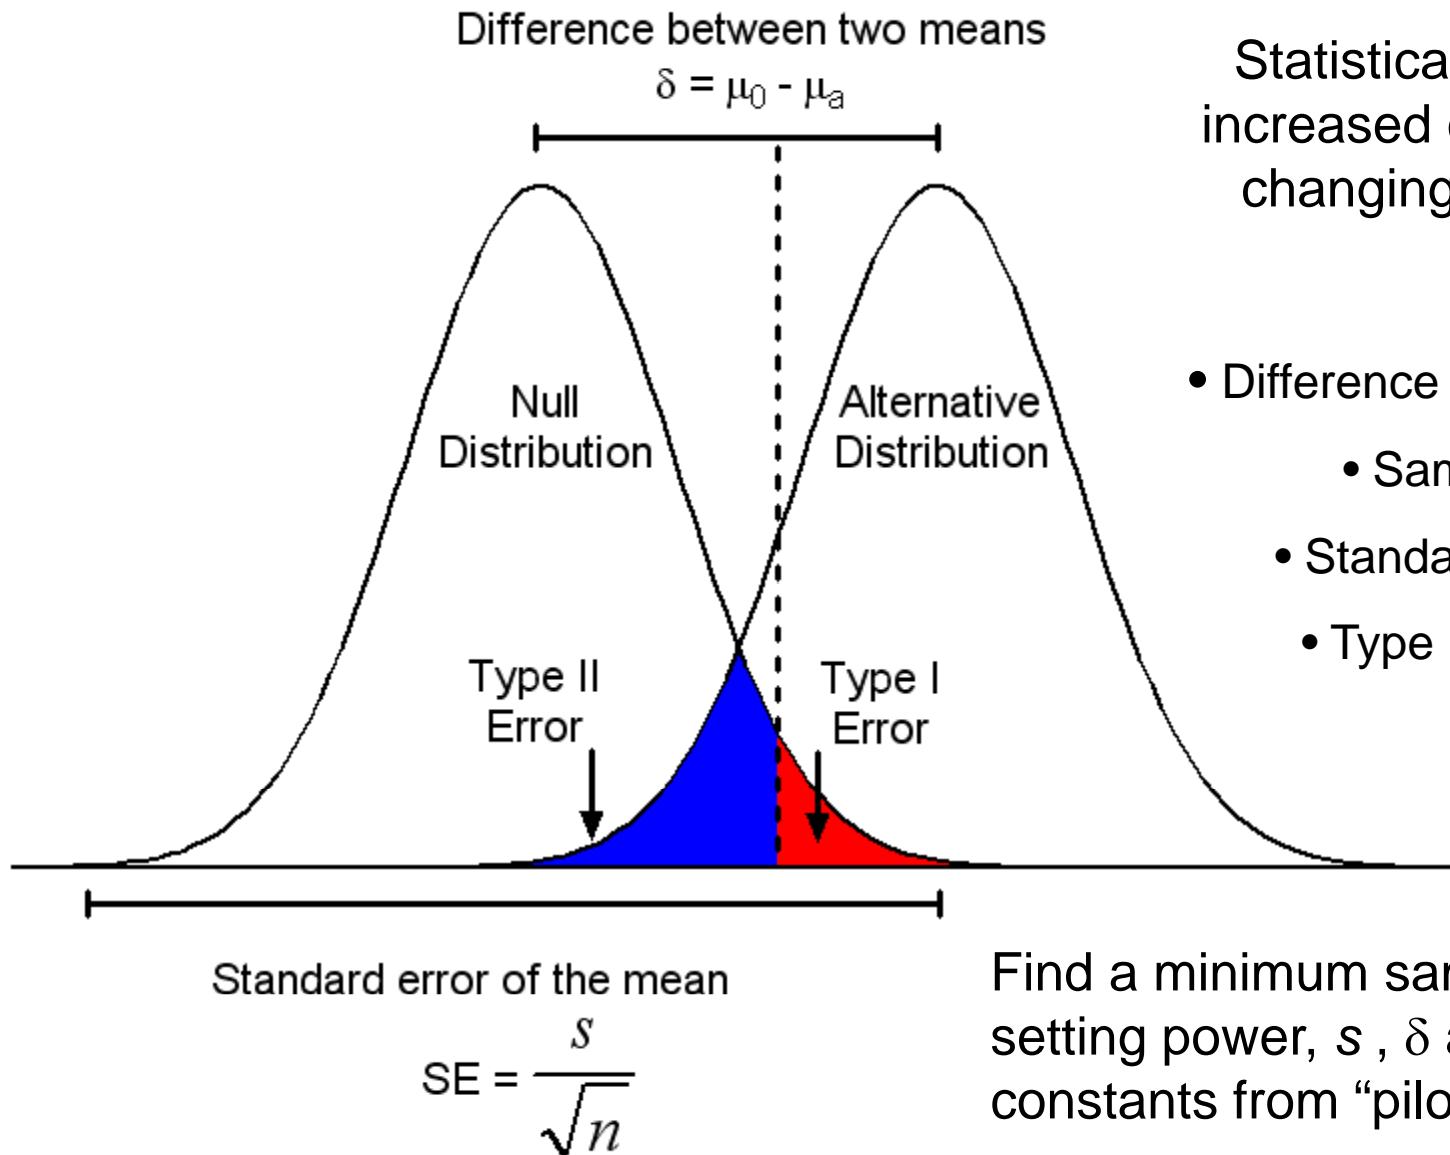 Difference between two means
δ = μ₀ - μₐ
Statistica
increased
changing
• Difference
• Sam
• Standa
• Type
Null
Distribution
Alternative
Distribution
Type II
Error
Type I
Error
Standard error of the mean
SE = s / √n
Find a minimum sam
setting power, s , δ a
constants from “pilo